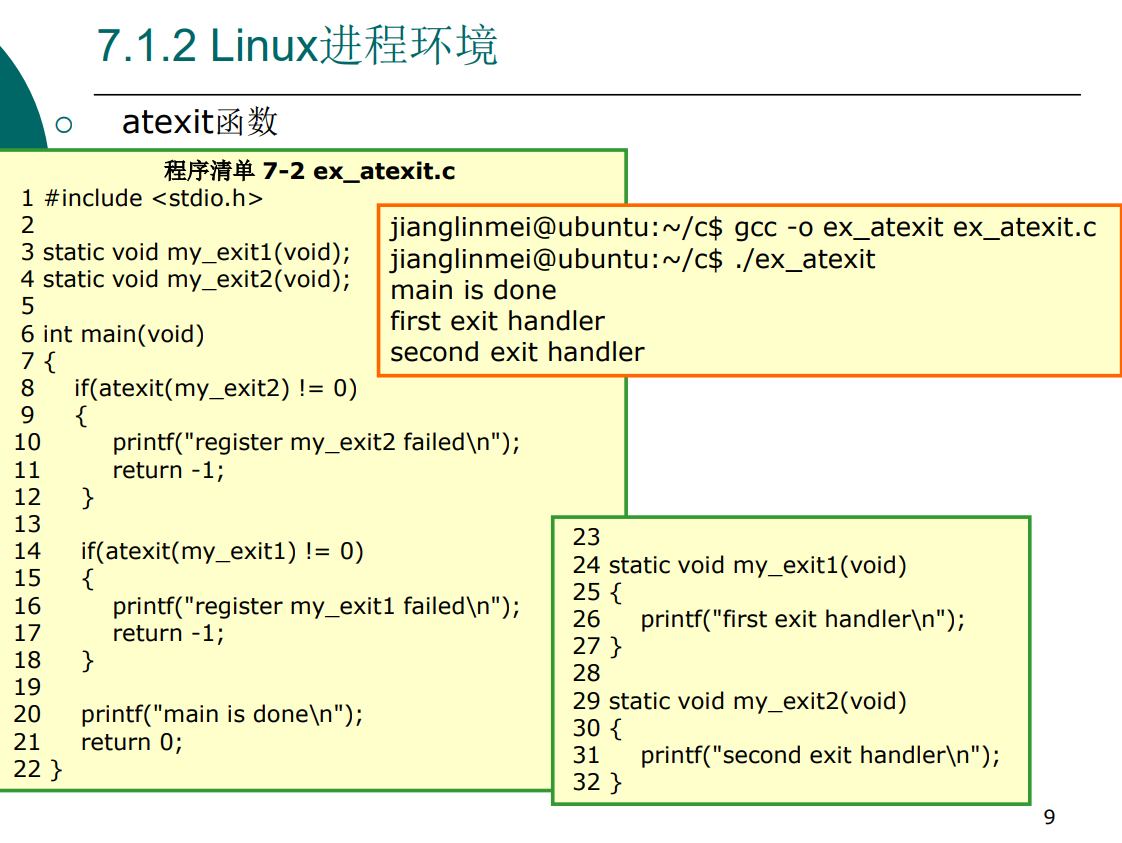 7.1.2 Linux进程环境
atexit函数
程序清单 7-2 ex_atexit.c
1 #include <stdio.h>
2
3 static void my_exit1(void);
4 static void my_exit2(void);
5
6 int main(void)
7 {
8 if(atexit(my_exit2) != 0)
9 {
10 printf("register my_exit2 failed\n");
11 return -1;
12 }
13
14 if(atexit(my_exit1) != 0)
15 {
16 printf("register my_exit1 failed\n");
17 return -1;
18 }
19
20 printf("main is done\n");
21 return 0;
22 }
jianglinmei@ubuntu:~/c$ gcc -o ex_atexit ex_atexit.c
jianglinmei@ubuntu:~/c$ ./ex_atexit
main is done
first exit handler
second exit handler
23
24 static void my_exit1(void)
25 {
26 printf("first exit handler\n");
27 }
28
29 static void my_exit2(void)
30 {
31 printf("second exit handler\n");
32 }
9